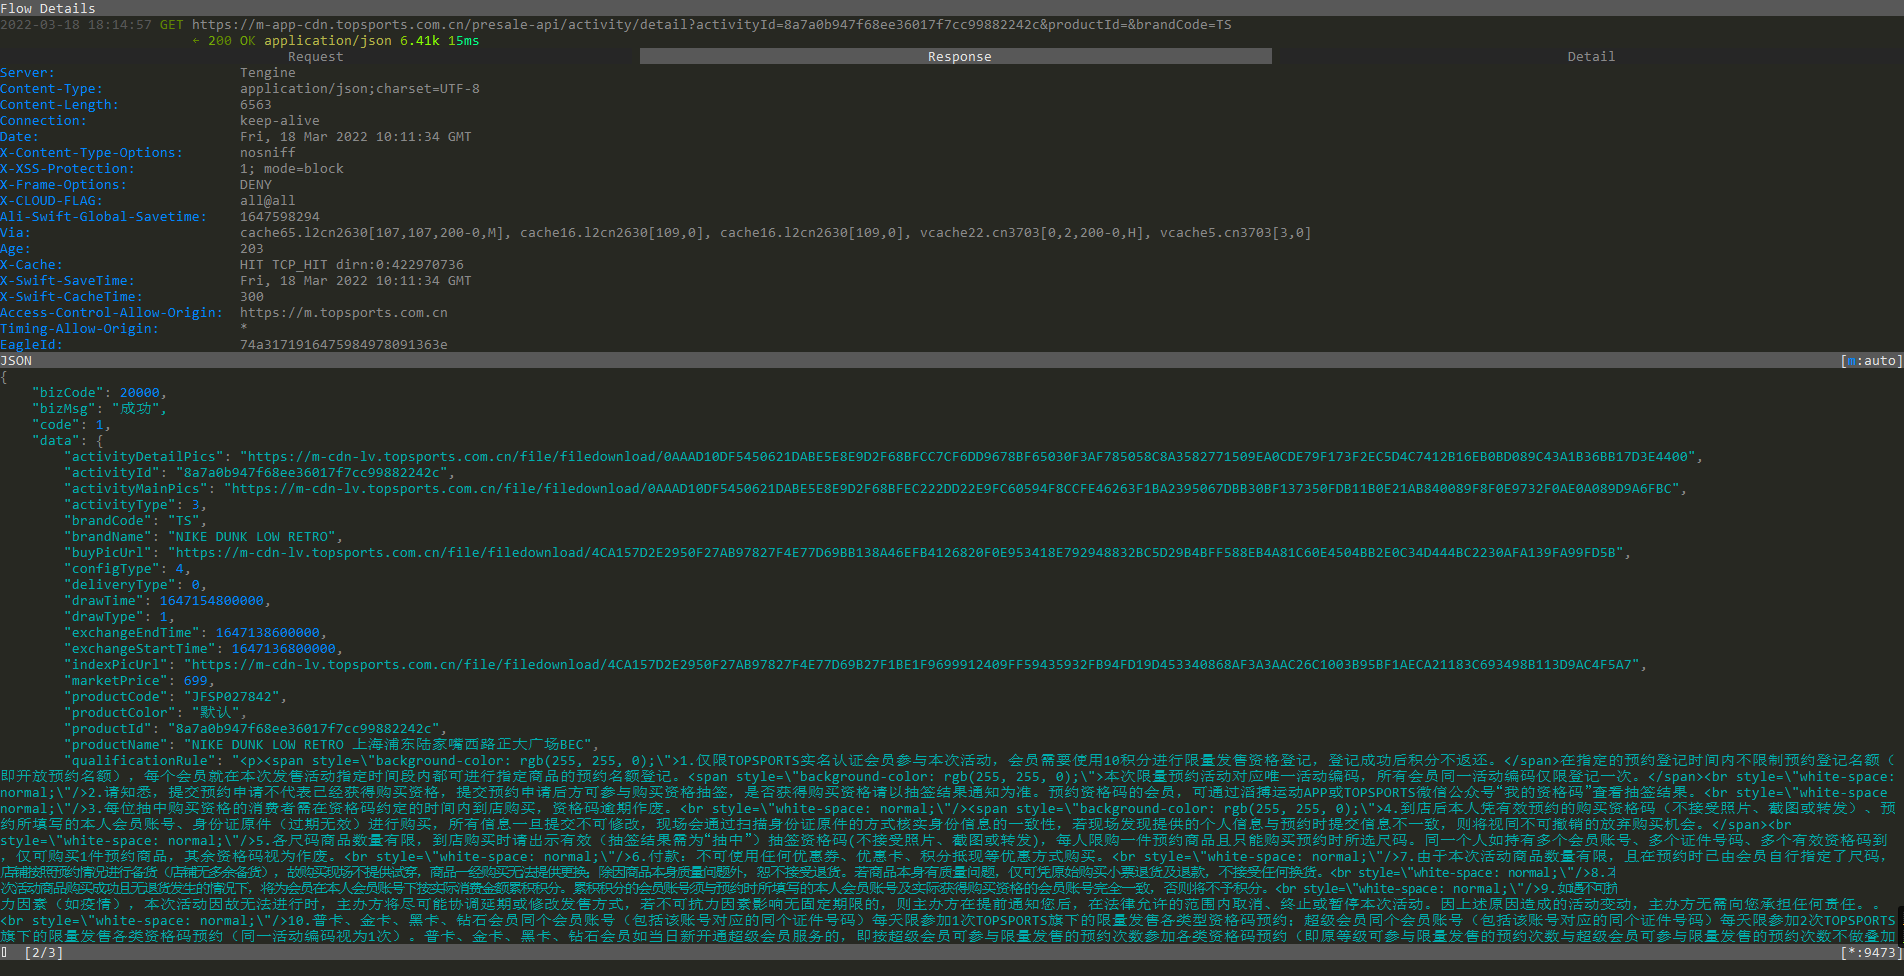 Flow Details
2022-03-18 18:14:57 GET https://m-app-cdn.topsports.com.cn/presale-api/activity/detail?activityId=8a7a0b947f68ee36017f7cc99882242c&productId=&brandCode=TS
← 200 OK application/json 6.41k 15ms
Request Response Detail
Server: Tengine
Content-Type: application/json;charset=UTF-8
Content-Length: 6563
Connection: keep-alive
Date: Fri, 18 Mar 2022 10:11:34 GMT
X-Content-Type-Options: nosniff
X-XSS-Protection: 1; mode=block
X-Frame-Options: DENY
X-CLOUD-FLAG: all@all
Ali-Swift-Global-Savetime: 1647598294
Via: cache65.l2cn2630[107,107,200-0,M], cache16.l2cn2630[109,0], cache16.l2cn2630[109,0], vcache22.cn3703[0,2,200-0,H], vcache5.cn3703[3,0]
Age: 203
X-Cache: HIT TCP_HIT dirn:0:422970736
X-Swift-SaveTime: Fri, 18 Mar 2022 10:11:34 GMT
X-Swift-CacheTime: 300
Access-Control-Allow-Origin: https://m.topsports.com.cn
Timing-Allow-Origin: *
EagleId: 74a3171916475984978091363e
JSON [m:auto]
{
"bizCode": 20000,
"bizMsg": "成功",
"code": 1,
"data": {
"activityDetailPics": "https://m-cdn-lv.topsports.com.cn/file/filedownload/0AAAD10DF5450621DABE5E8E9D2F68BFCC7CF6DD9678BF65030F3AF785058C8A3582771509EA0CDE79F173F2EC5D4C7412B16EB0BD089C43A1B36BB17D3E4400",
"activityId": "8a7a0b947f68ee36017f7cc99882242c",
"activityMainPics": "https://m-cdn-lv.topsports.com.cn/file/filedownload/0AAAD10DF5450621DABE5E8E9D2F68BFEC222DD22E9FC60594F8CCFE46263F1BA2395067DBB30BF137350FDB11B0E21AB840089F8F0E9732F0AE0A089D9A6FBC",
"activityType": 3,
"brandCode": "TS",
"brandName": "NIKE DUNK LOW RETRO",
"buyPicUrl": "https://m-cdn-lv.topsports.com.cn/file/filedownload/4CA157D2E2950F27AB97827F4E77D69BB138A46EFB4126820F0E953418E792948832BC5D29B4BFF588EB4A81C60E4504BB2E0C34D444BC2230AFA139FA99FD5B",
"configType": 4,
"deliveryType": 0,
"drawTime": 1647154800000,
"drawType": 1,
"exchangeEndTime": 1647138600000,
"exchangeStartTime": 1647136800000,
"indexPicUrl": "https://m-cdn-lv.topsports.com.cn/file/filedownload/4CA157D2E2950F27AB97827F4E77D69B27F1BE1F9699912409FF59435932FB94FD19D453340868AF3A3AAC26C1003B95BF1AECA21183C693498B113D9AC4F5A7",
"marketPrice": 699,
"productCode": "JFSP027842",
"productColor": "默认",
"productId": "8a7a0b947f68ee36017f7cc99882242c",
"productName": "NIKE DUNK LOW RETRO 上海浦东陆家嘴西路正大广场BEC",
"qualificationRule": "<p><span style=\"background-color: rgb(255, 255, 0);\">1.仅限TOPSPORTS实名认证会员参与本次活动，会员需要使用10积分进行限量发售资格登记，登记成功后积分不返还。</span>在指定的预约登记时间内不限制预约登记名额（
即开放预约名额），每个会员就在本次发售活动指定时间段内都可进行指定商品的预约名额登记。<span style=\"background-color: rgb(255, 255, 0);\">本次限量预约活动对应唯一活动编码，所有会员同一活动编码仅限登记一次。</span><br style=\"white-space:
normal;\"/>2.请知悉，提交预约申请不代表已经获得购买资格，提交预约申请后方可参与购买资格抽签，是否获得购买资格请以抽签结果通知为准。预约资格码的会员，可通过滔搏运动APP或TOPSPORTS微信公众号“我的资格码”查看抽签结果。<br style=\"white-space
normal;\"/>3.每位抽中购买资格的消费者需在资格码约定的时间内到店购买，资格码逾期作废。<br style=\"white-space: normal;\"/><span style=\"background-color: rgb(255, 255, 0);\">4.到店后本人凭有效预约的购买资格码（不接受照片、截图或转发）、预
约所填写的本人会员账号、身份证原件（过期无效）进行购买，所有信息一旦提交不可修改，现场会通过扫描身份证原件的方式核实身份信息的一致性，若现场发现提供的个人信息与预约时提交信息不一致，则将视同不可撤销的放弃购买机会。</span><br
style=\"white-space: normal;\"/>5.各尺码商品数量有限，到店购买时请出示有效（抽签结果需为“抽中”）抽签资格码(不接受照片、截图或转发)，每人限购一件预约商品且只能购买预约时所选尺码。同一个人如持有多个会员账号、多个证件号码、多个有效资格码到
，仅可购买1件预约商品，其余资格码视为作废。<br style=\"white-space: normal;\"/>6.付款：不可使用任何优惠券、优惠卡、积分抵现等优惠方式购买。<br style=\"white-space: normal;\"/>7.由于本次活动商品数量有限，且在预约时已由会员自行指定了尺码，
店铺按照预约情况进行备货（店铺无多余备货），故购买现场不提供试穿，商品一经购买无法提供更换。除因商品本身质量问题外，恕不接受退货。若商品本身有质量问题，仅可凭原始购买小票退货及退款，不接受任何换货。<br style=\"white-space: normal;\"/>8.
次活动商品购买成功且无退货发生的情况下，将为会员在本人会员账号下按实际消费金额累积积分。累积积分的会员账号须与预约时所填写的本人会员账号及实际获得购买资格的会员账号完全一致，否则将不予积分。<br style=\"white-space: normal;\"/>9.如遇不可抗
力因素（如疫情），本次活动因故无法进行时，主办方将尽可能协调延期或修改发售方式，若不可抗力因素影响无固定期限的，则主办方在提前通知您后，在法律允许的范围内取消、终止或暂停本次活动。因上述原因造成的活动变动，主办方无需向您承担任何责任。。
<br style=\"white-space: normal;\"/>10.普卡、金卡、黑卡、钻石会员同个会员账号（包括该账号对应的同个证件号码）每天限参加1次TOPSPORTS旗下的限量发售各类型资格码预约；超级会员同个会员账号（包括该账号对应的同个证件号码）每天限参加2次TOPSPORTS
旗下的限量发售各类资格码预约（同一活动编码视为1次）。普卡、金卡、黑卡、钻石会员如当日新开通超级会员服务的，即按超级会员可参与限量发售的预约次数参加各类资格码预约（即原等级可参与限量发售的预约次数与超级会员可参与限量发售的预约次数不做叠加
[2/3] [*:9473]